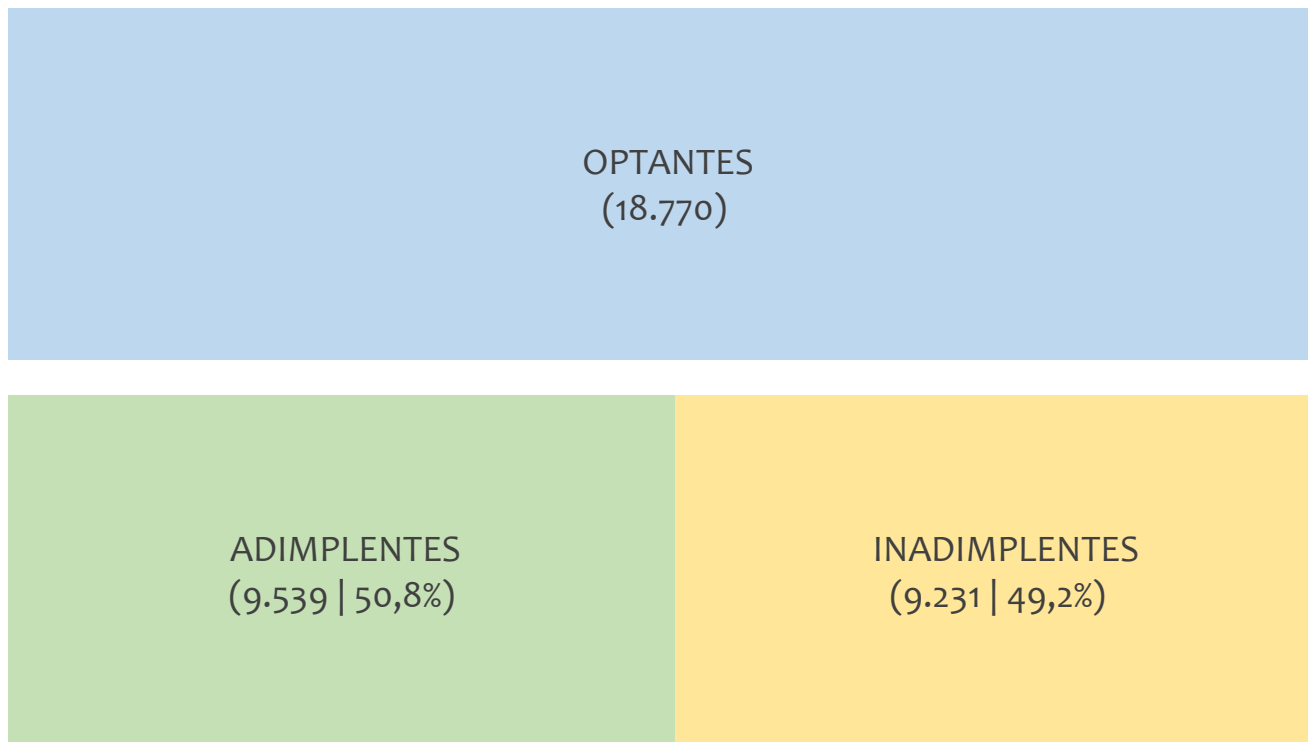 OPTANTES
(18.770)
ADIMPLENTES
(9.539 | 50,8%)
INADIMPLENTES
(9.231 | 49,2%)